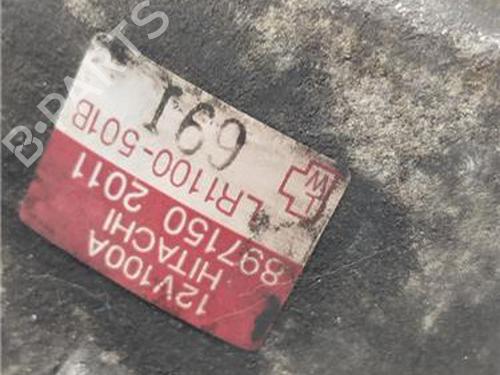 B-PARTS
691
LR1100-501B
897150 2011
HITACHI
12V100A